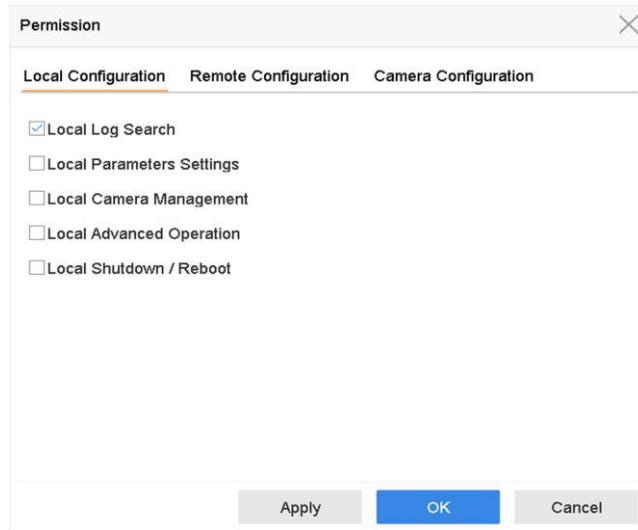 Permission
Local Configuration Remote Configuration Camera Configuration
Local Log Search
Local Parameters Settings
Local Camera Management
Local Advanced Operation
Local Shutdown / Reboot
Apply OK Cancel